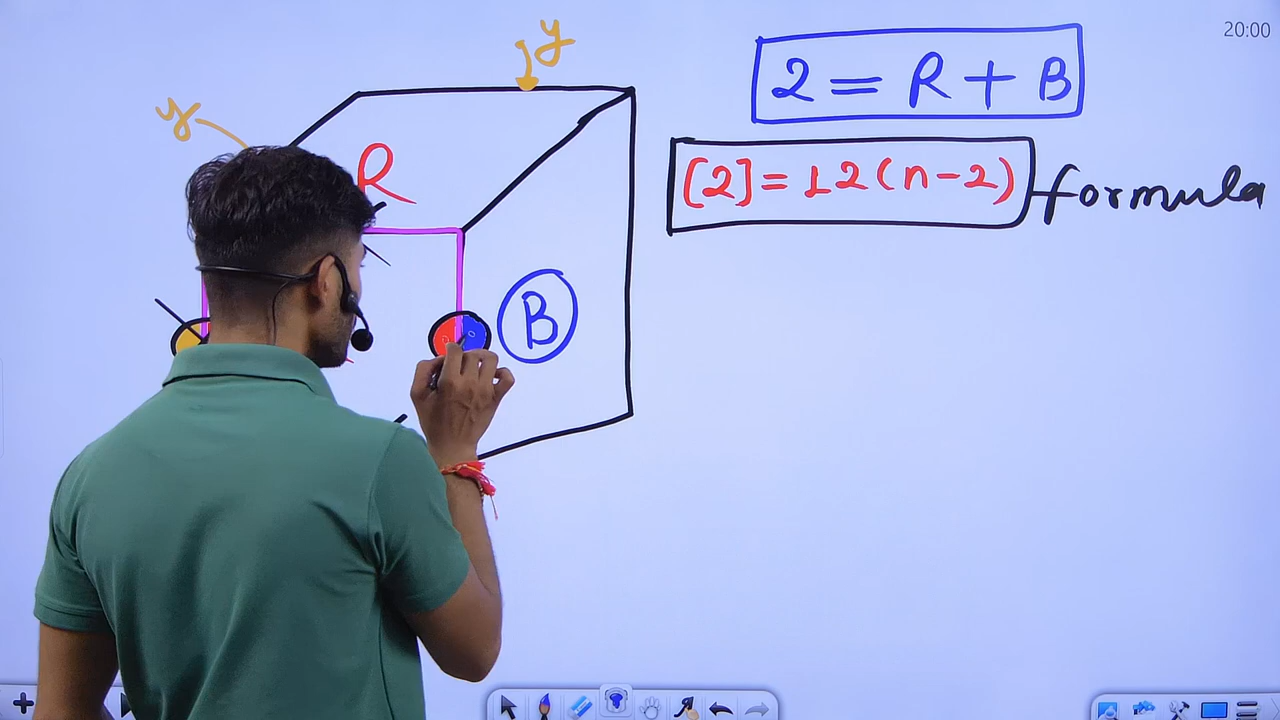 20:00
y
2 = R + B
y
R
[2] = 12(n-2) formula
B